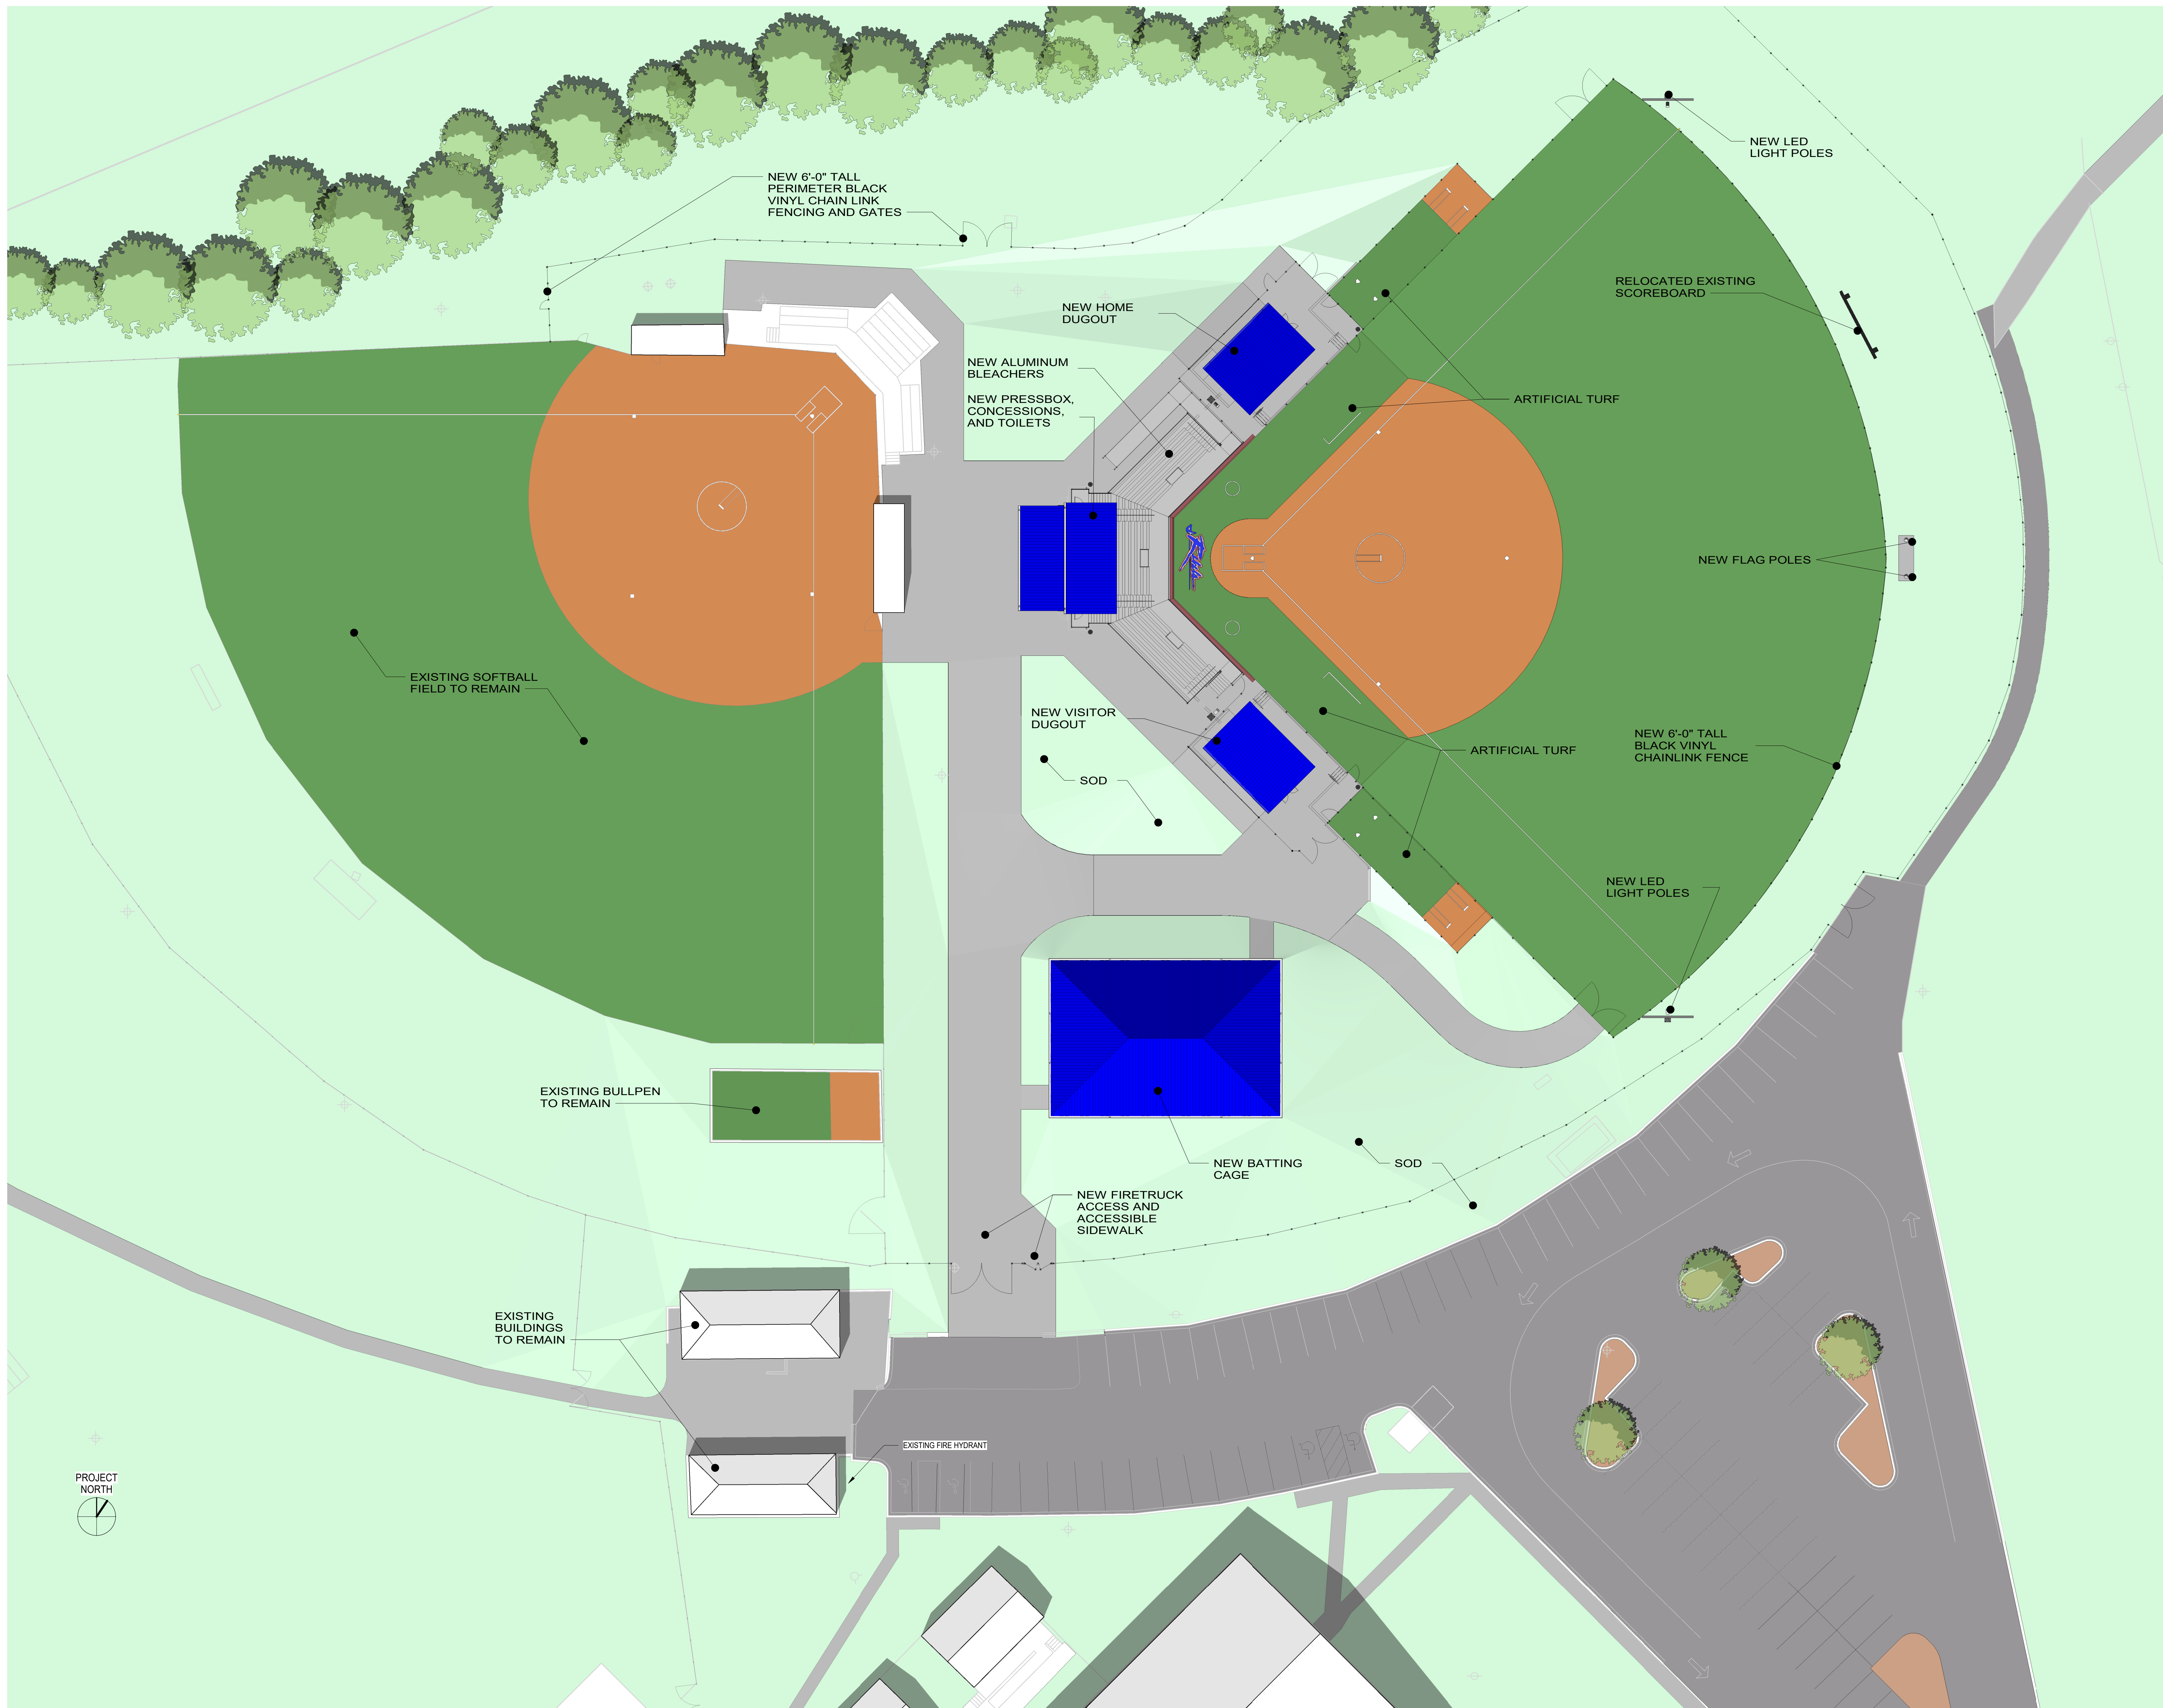 NEW LED
LIGHT POLES
NEW 6'-0" TALL
PERIMETER BLACK
VINYL CHAIN LINK
FENCING AND GATES
RELOCATED EXISTING
SCOREBOARD
NEW HOME
DUGOUT
NEW ALUMINUM
BLEACHERS
NEW PRESSBOX,
CONCESSIONS,
AND TOILETS
ARTIFICIAL TURF
NEW FLAG POLES
EXISTING SOFTBALL
FIELD TO REMAIN
NEW VISITOR
DUGOUT
SOD
ARTIFICIAL TURF
NEW 6'-0" TALL
BLACK VINYL
CHAINLINK FENCE
NEW LED
LIGHT POLES
EXISTING BULLPEN
TO REMAIN
NEW BATTING
CAGE
SOD
NEW FIRETRUCK
ACCESS AND
ACCESSIBLE
SIDEWALK
EXISTING
BUILDINGS
TO REMAIN
EXISTING FIRE HYDRANT
PROJECT
NORTH